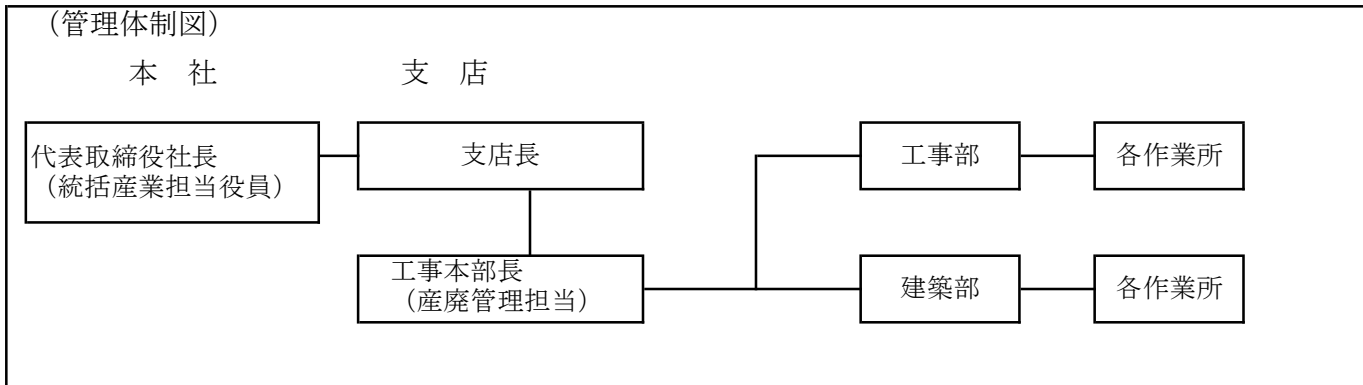 （管理体制図）
本　社　　　　　　支　店
代表取締役社長
（統括産業担当役員）
支店長
工事部
各作業所
工事本部長
（産廃管理担当）
建築部
各作業所